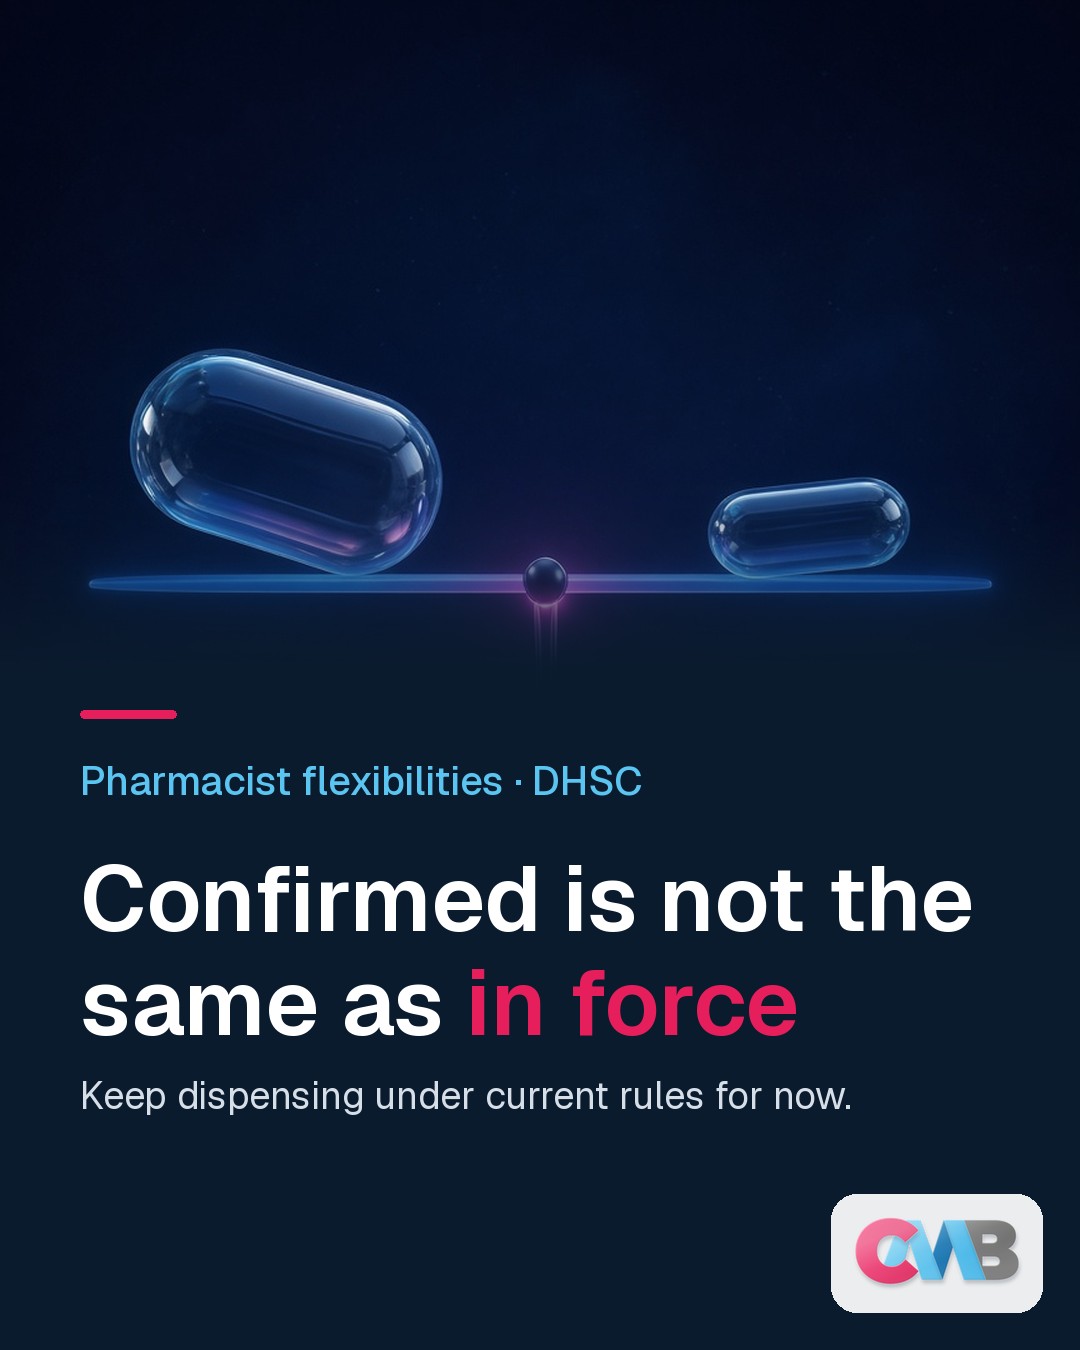 Pharmacist flexibilities · DHSC
Confirmed is not the
same as in force
Keep dispensing under current rules for now.
CMB